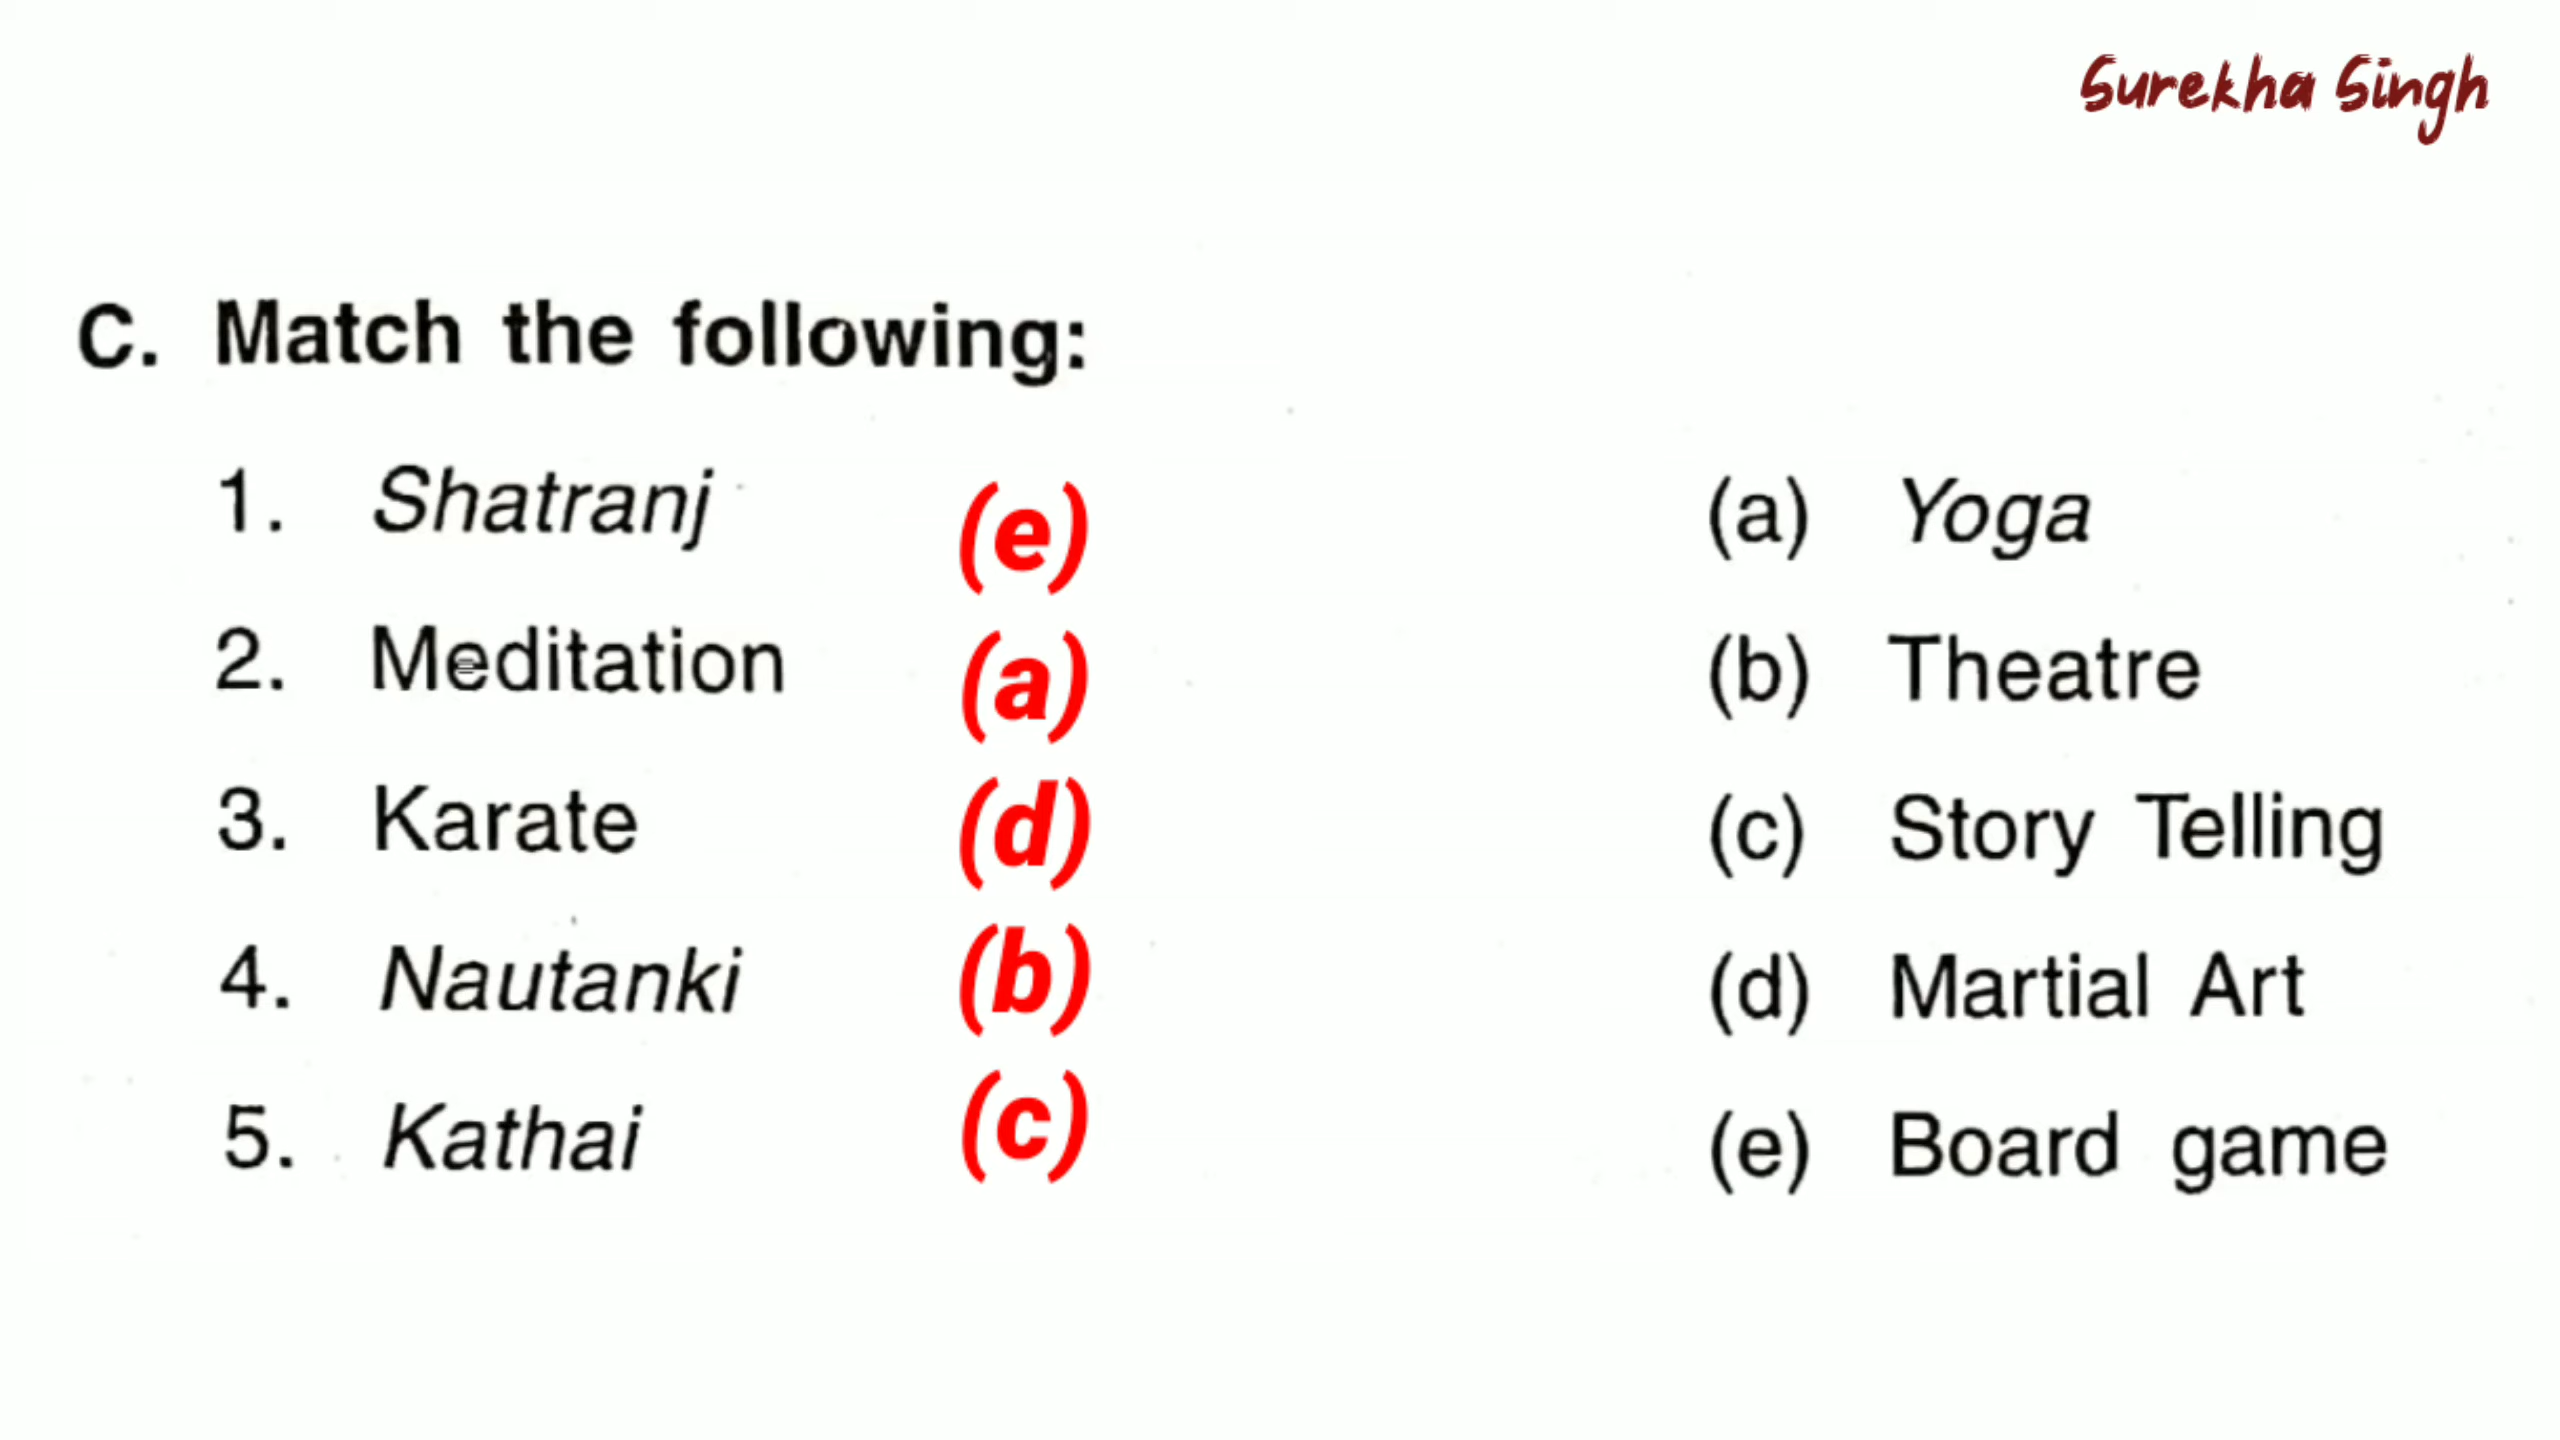 Surekha Singh
C. Match the following:
1. Shatranj (e) (a) Yoga
2. Meditation (a) (b) Theatre
3. Karate (d) (c) Story Telling
4. Nautanki (b) (d) Martial Art
5. Kathai (c) (e) Board game